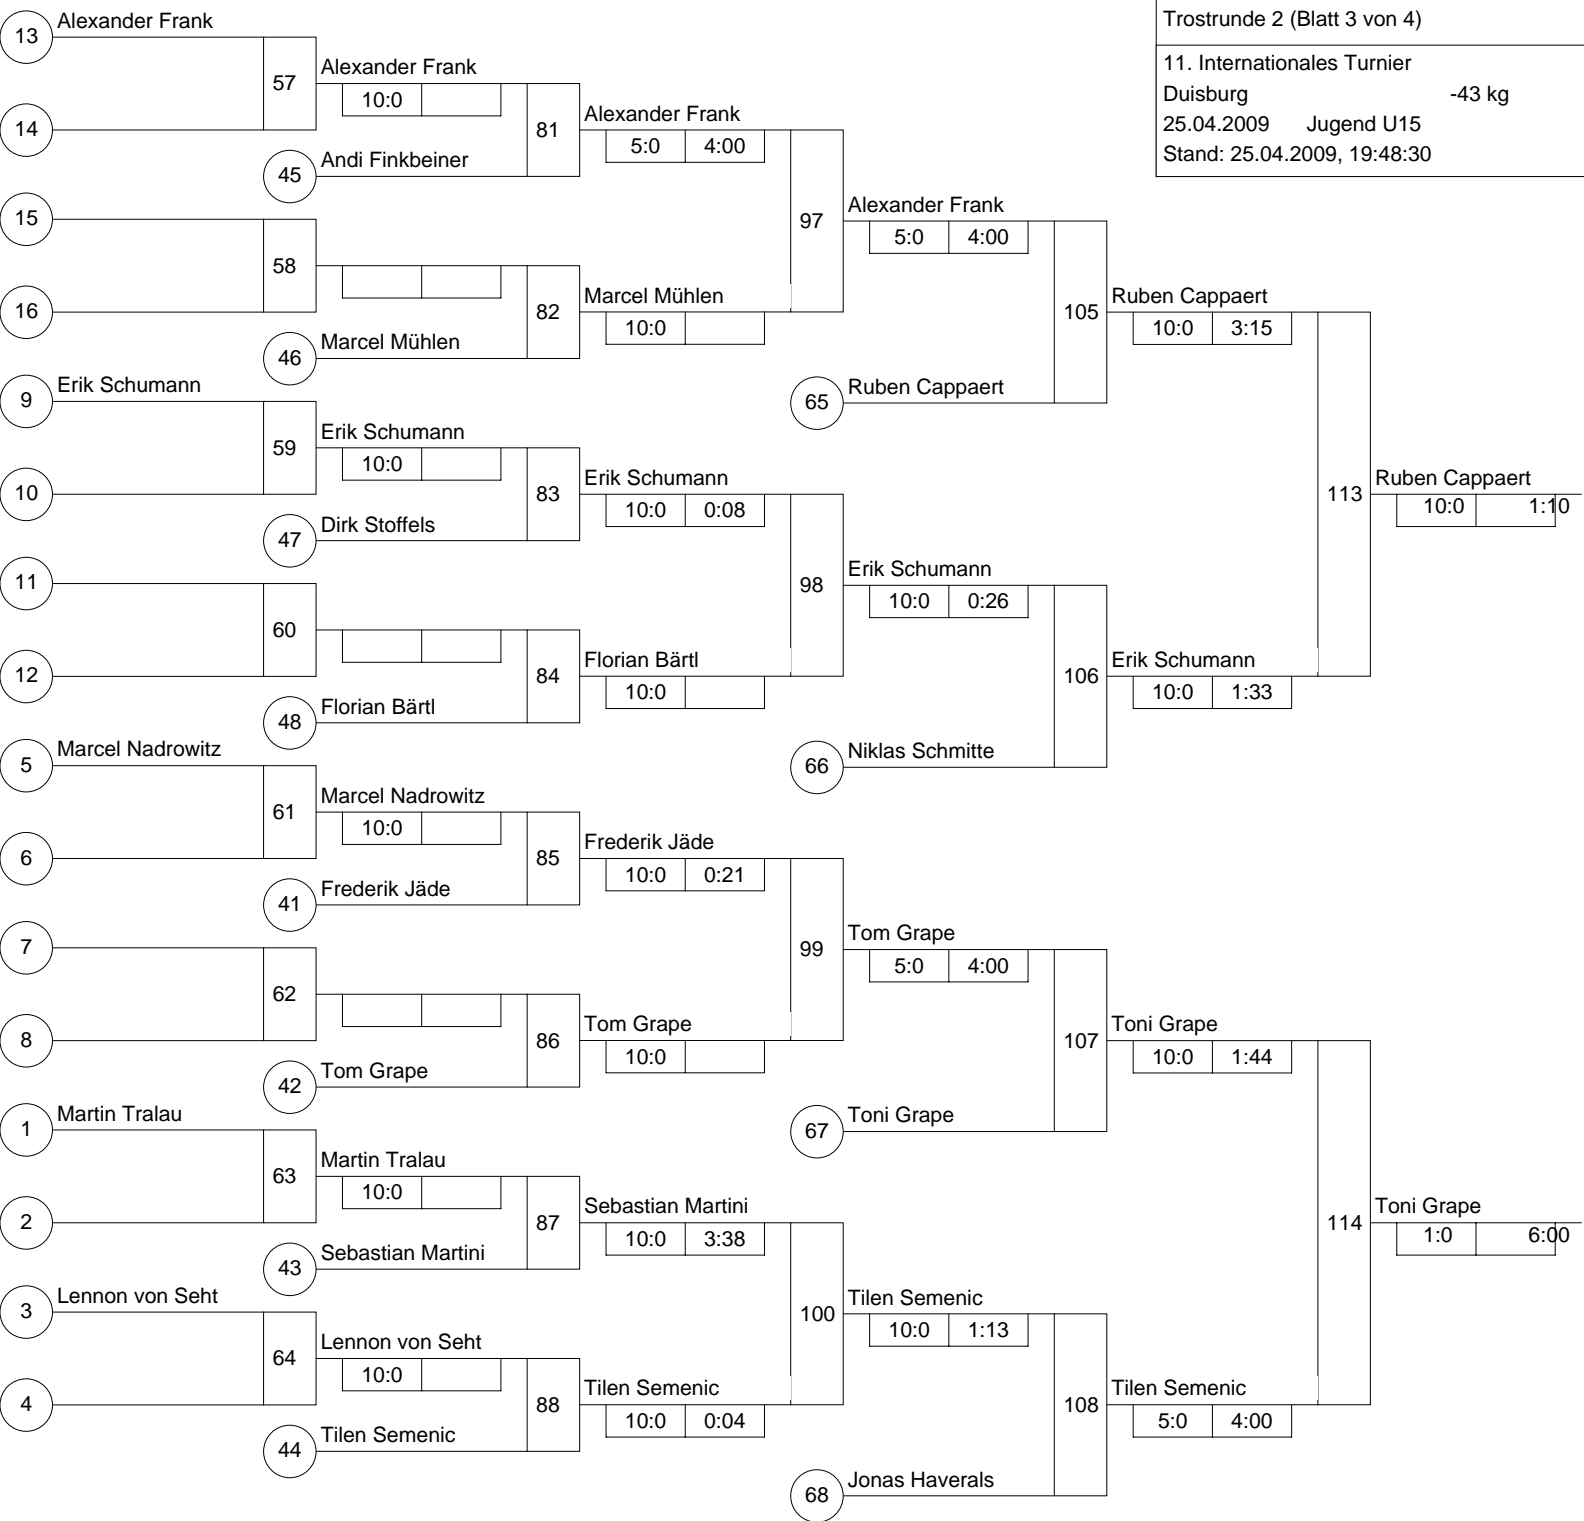 Trostrunde 2 (Blatt 3 von 4)
11. Internationales Turnier
Duisburg -43 kg
25.04.2009 Jugend U15
Stand: 25.04.2009, 19:48:30
13 Alexander Frank
57
14
Alexander Frank
10:0
81
45 Andi Finkbeiner
Alexander Frank
5:0 4:00
15
58
16
82
46 Marcel Mühlen
Marcel Mühlen
10:0
97
Alexander Frank
5:0 4:00
105
65 Ruben Cappaert
Ruben Cappaert
10:0 3:15
9 Erik Schumann
59
10
Erik Schumann
10:0
83
47 Dirk Stoffels
Erik Schumann
10:0 0:08
11
60
12
84
48 Florian Bärtl
Florian Bärtl
10:0
98
Erik Schumann
10:0 0:26
106
66 Niklas Schmitte
Erik Schumann
10:0 1:33
113
Ruben Cappaert
10:0 1:10
5 Marcel Nadrowitz
61
6
Marcel Nadrowitz
10:0
85
41 Frederik Jäde
Frederik Jäde
10:0 0:21
7
62
8
86
42 Tom Grape
Tom Grape
10:0
99
Tom Grape
5:0 4:00
107
67 Toni Grape
Toni Grape
10:0 1:44
1 Martin Tralau
63
2
Martin Tralau
10:0
87
43 Sebastian Martini
Sebastian Martini
10:0 3:38
3 Lennon von Seht
64
4
Lennon von Seht
10:0
88
44 Tilen Semenic
Tilen Semenic
10:0 0:04
100
Tilen Semenic
10:0 1:13
108
68 Jonas Haverals
Tilen Semenic
5:0 4:00
114
Toni Grape
1:0 6:00